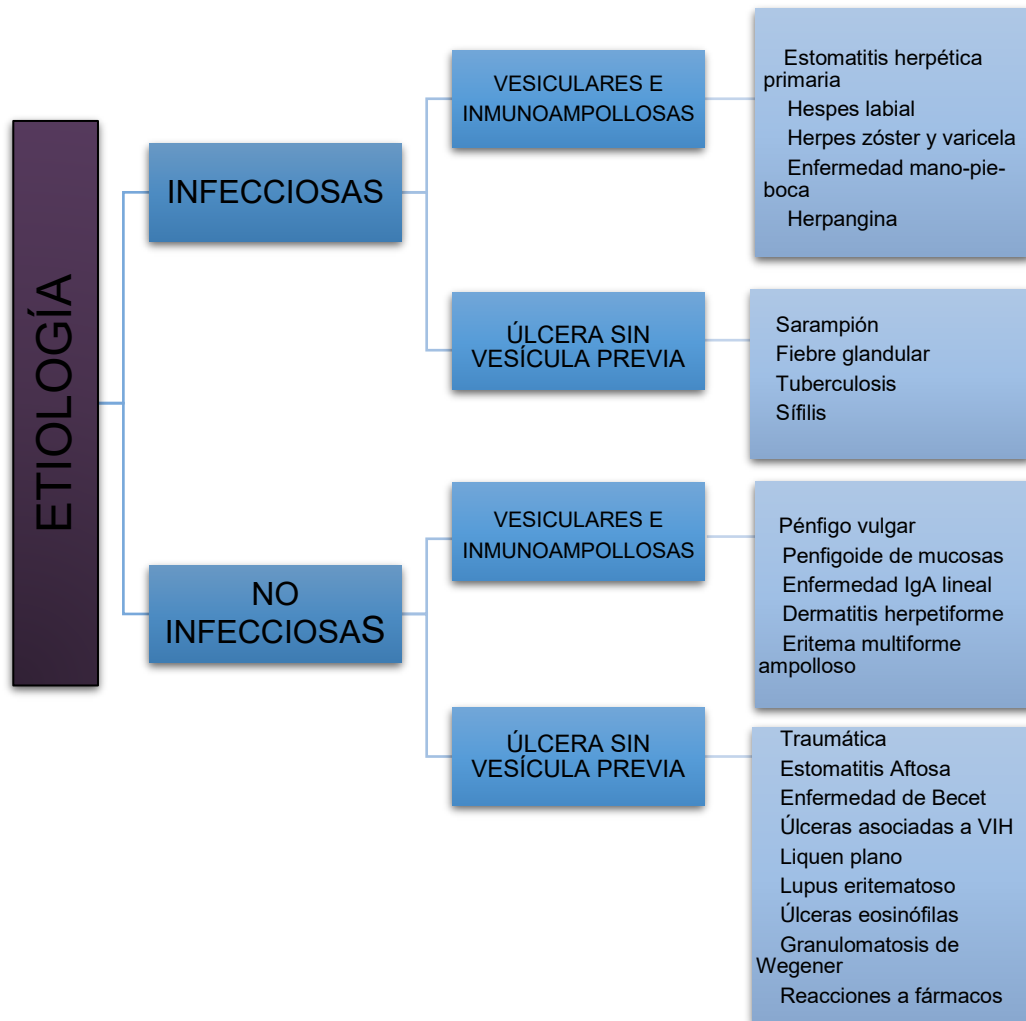 ETIOLOGÍA
INFECCIOSAS
VESICULARES E
INMUNOAMPOLLOSAS
Estomatitis herpética
primaria
Hespes labial
Herpes zóster y varicela
Enfermedad mano-pie-
boca
Herpangina
ÚLCERA SIN
VESÍCULA PREVIA
Sarampión
Fiebre glandular
Tuberculosis
Sífilis
NO
INFECCIOSAS
VESICULARES E
INMUNOAMPOLLOSAS
Pénfigo vulgar
Penfigoide de mucosas
Enfermedad IgA lineal
Dermatitis herpetiforme
Eritema multiforme
ampolloso
ÚLCERA SIN
VESÍCULA PREVIA
Traumática
Estomatitis Aftosa
Enfermedad de Becet
Úlceras asociadas a VIH
Liquen plano
Lupus eritematoso
Úlceras eosinófilas
Granulomatosis de
Wegener
Reacciones a fármacos